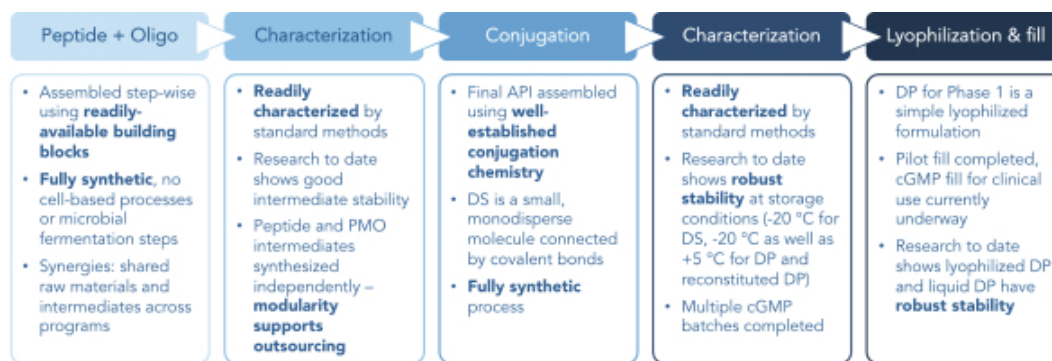 Peptide + Oligo
Characterization
Conjugation
Characterization
Lyophilization & fill
• Assembled step-wise
using readily-
available building
blocks
• Fully synthetic, no
cell-based processes
or microbial
fermentation steps
• Synergies: shared
raw materials and
intermediates across
programs
• Readily
characterized by
standard methods
• Research to date
shows good
intermediate stability
• Peptide and PMO
intermediates
synthesized
independently –
modularity
supports
outsourcing
• Final API assembled
using well-
established
conjugation
chemistry
• DS is a small,
monodisperse
molecule connected
by covalent bonds
• Fully synthetic
process
• Readily
characterized by
standard methods
• Research to date
shows robust
stability at storage
conditions (-20 °C for
DS, -20 °C as well as
+5 °C for DP and
reconstituted DP)
• Multiple cGMP
batches completed
• DP for Phase 1 is a
simple lyophilized
formulation
• Pilot fill completed,
cGMP fill for clinical
use currently
underway
• Research to date
shows lyophilized DP
and liquid DP have
robust stability